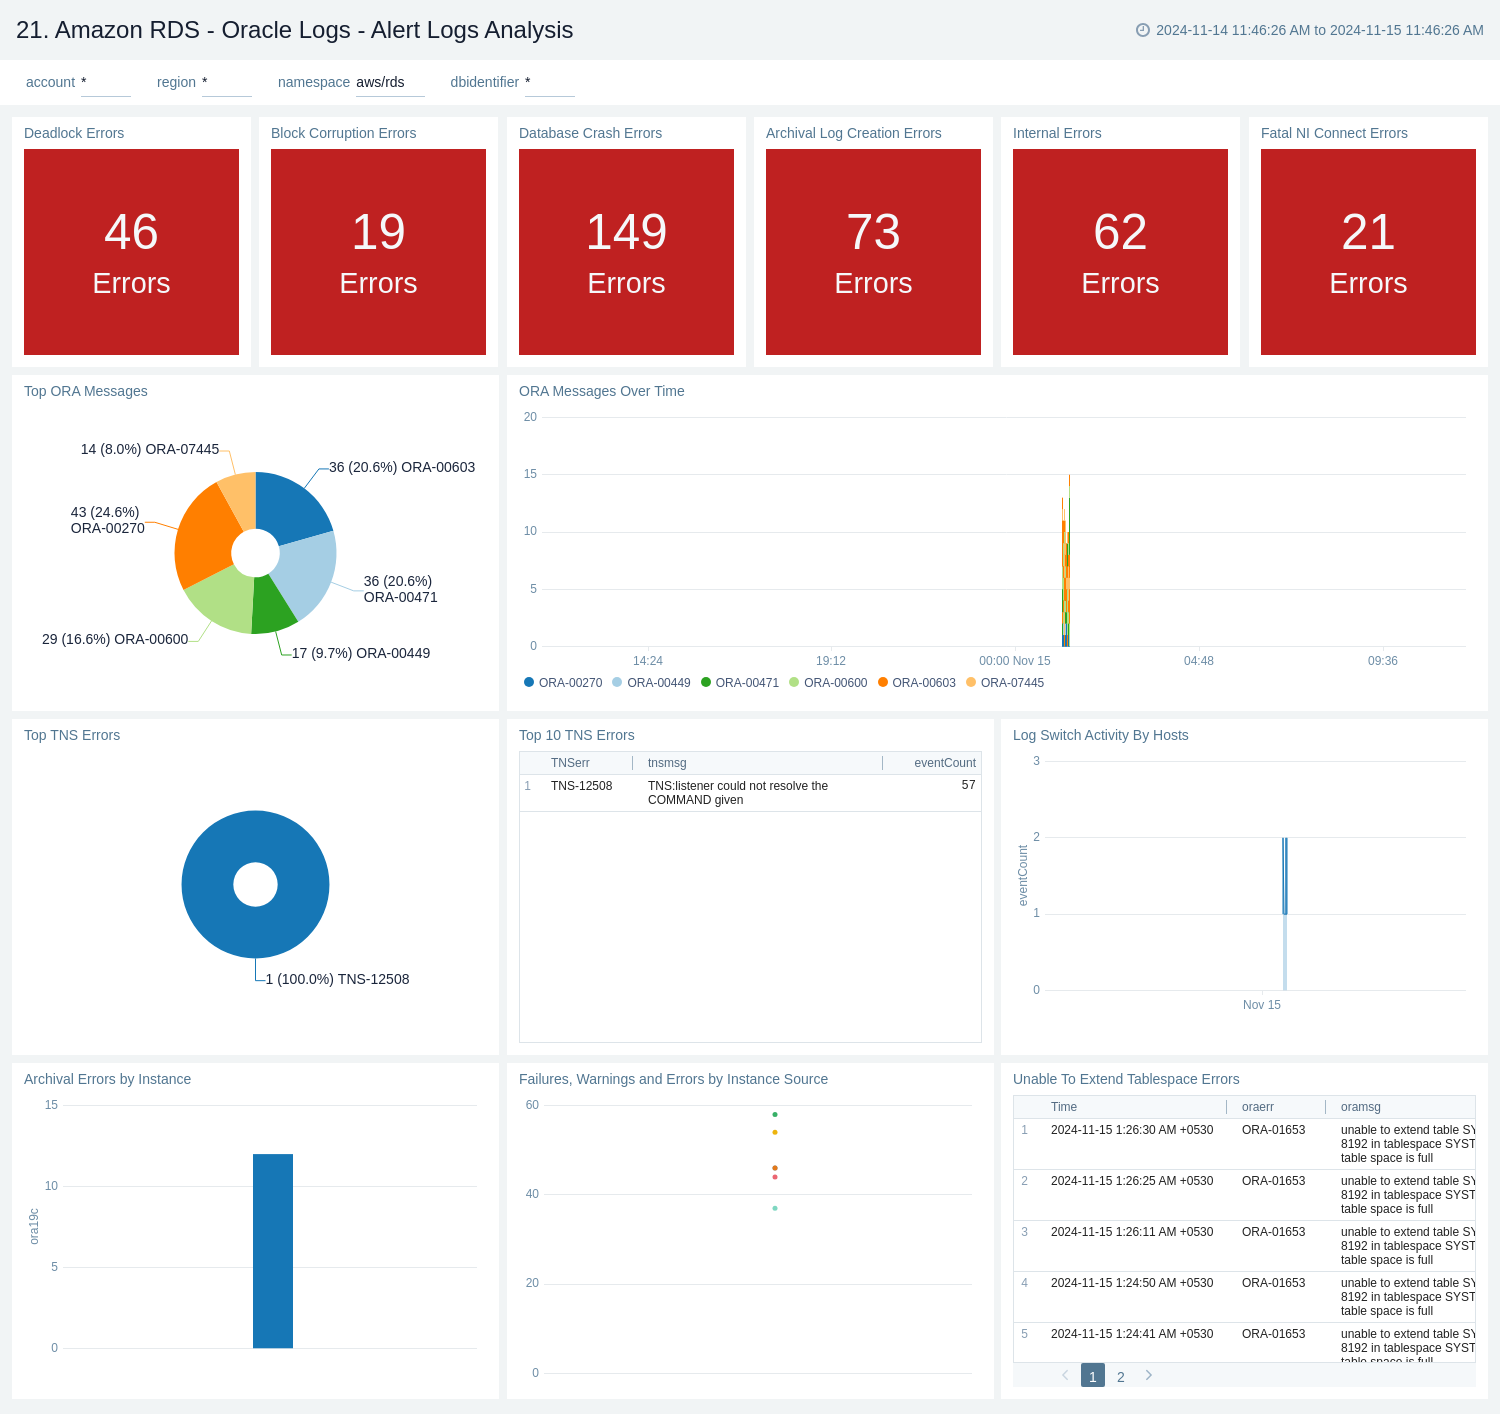 21. Amazon RDS - Oracle Logs - Alert Logs Analysis
2024-11-14 11:46:26 AM to 2024-11-15 11:46:26 AM
account *
region *
namespace aws/rds
dbidentifier *
Deadlock Errors
46
Errors
Block Corruption Errors
19
Errors
Database Crash Errors
149
Errors
Archival Log Creation Errors
73
Errors
Internal Errors
62
Errors
Fatal NI Connect Errors
21
Errors
Top ORA Messages
14 (8.0%) ORA-07445
36 (20.6%) ORA-00603
43 (24.6%)
ORA-00270
36 (20.6%)
ORA-00471
29 (16.6%) ORA-00600
17 (9.7%) ORA-00449
ORA Messages Over Time
20
15
10
5
0
14:24
19:12
00:00 Nov 15
04:48
09:36
ORA-00270
ORA-00449
ORA-00471
ORA-00600
ORA-00603
ORA-07445
Top TNS Errors
1 (100.0%) TNS-12508
Top 10 TNS Errors
TNSerr
tnsmsg
eventCount
1
TNS-12508
TNS:listener could not resolve the
COMMAND given
57
Log Switch Activity By Hosts
3
2
1
0
eventCount
Nov 15
Archival Errors by Instance
15
10
5
0
ora19c
Failures, Warnings and Errors by Instance Source
60
40
20
0
Unable To Extend Tablespace Errors
Time
oraerr
oramsg
1
2024-11-15 1:26:30 AM +0530
ORA-01653
unable to extend table SY
8192 in tablespace SYST
table space is full
2
2024-11-15 1:26:25 AM +0530
ORA-01653
unable to extend table SY
8192 in tablespace SYST
table space is full
3
2024-11-15 1:26:11 AM +0530
ORA-01653
unable to extend table SY
8192 in tablespace SYST
table space is full
4
2024-11-15 1:24:50 AM +0530
ORA-01653
unable to extend table SY
8192 in tablespace SYST
table space is full
5
2024-11-15 1:24:41 AM +0530
ORA-01653
unable to extend table SY
8192 in tablespace SYST
table space is full
1
2